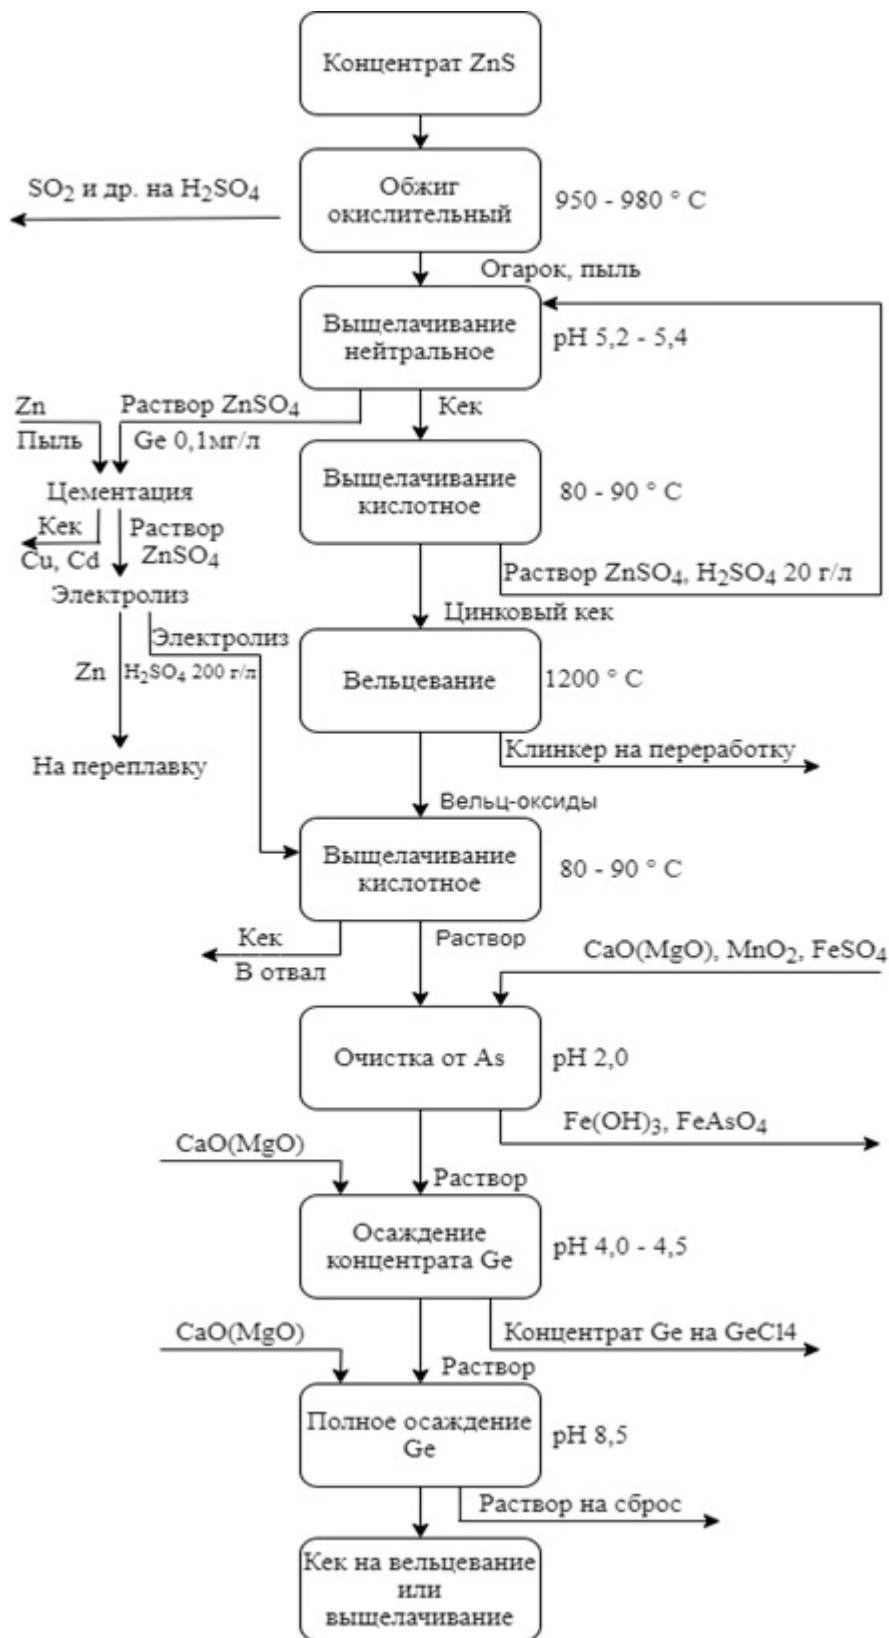 Концентрат ZnS
SO2 и др. на H2SO4
Обжиг
окислительный
950 - 980 ° C
Огарок, пыль
Выщелачивание
нейтральное
pH 5,2 - 5,4
Zn
Пыль
Раствор ZnSO4
Ge 0,1мг/л
Кек
Цементация
Выщелачивание
кислотное
80 - 90 ° C
Кек
Cu, Cd
Раствор
ZnSO4
Раствор ZnSO4, H2SO4 20 г/л
Электролиз
Цинковый кек
Электролиз
Zn
H2SO4 200 г/л
Вельцевание
1200 ° C
На переплавку
Клинкер на переработку
Вельц-оксиды
Выщелачивание
кислотное
80 - 90 ° C
Кек
В отвал
Раствор
CaO(MgO), MnO2, FeSO4
Очистка от As
pH 2,0
Fe(OH)3, FeAsO4
CaO(MgO)
Раствор
Осаждение
концентрата Ge
pH 4,0 - 4,5
Концентрат Ge на GeCl4
CaO(MgO)
Раствор
Полное осаждение
Ge
pH 8,5
Раствор на сброс
Кек на вельцевание
или
выщелачивание